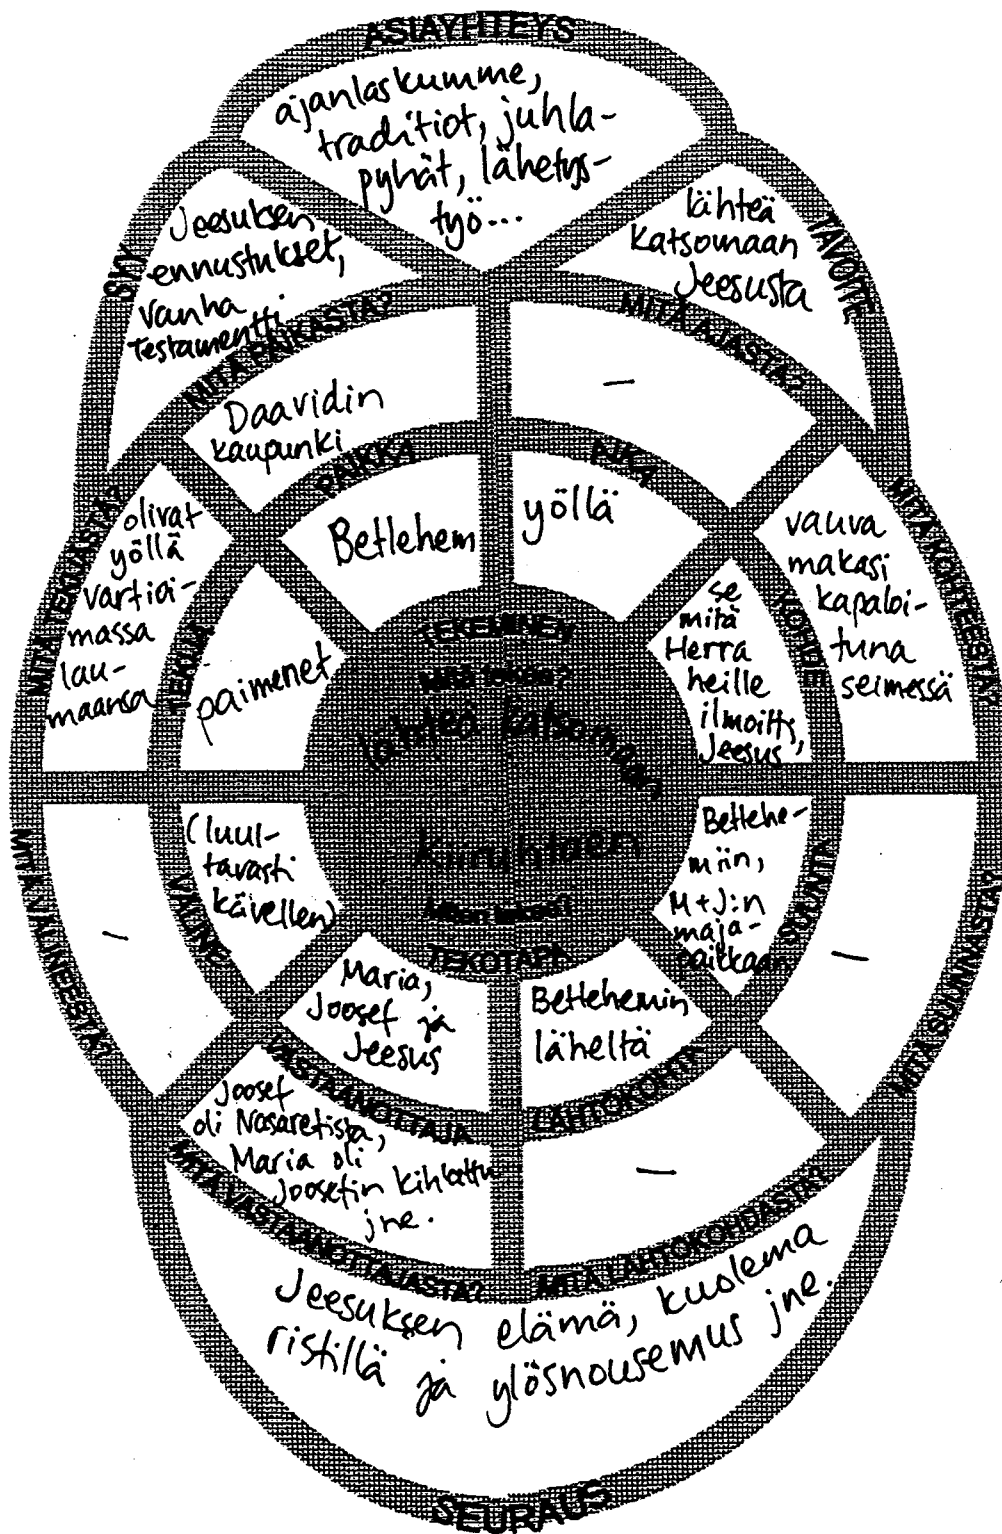 ASIAYHTEYS
ajanlaskumme,
traditiot, juhla-
pyhät, lähetys-
työ...
SYY
Jeesuksen
ennustukset,
vanha
Testamentti
TAVOITE
lähteä
katsomaan
Jeesusta
MITÄ PAIKASTA?
Daavidin
kaupunki
MITÄ AJASTA?
–
PAIKKA
Betlehem
AIKA
yöllä
MITÄ TEKIJÄSTÄ?
olivat
yöllä
vartioi-
massa
lau-
maansa
TEKIJÄ
paimenet
TEKEMINEN
Mitä tekee?
lähteä katsomaan
kiiruhtaen
Miten tekee?
TEKOTAPA
KOHDE
se
mitä
Herra
heille
ilmoitti,
Jeesus
MITÄ KOHTEESTA?
vauva
makasi
kapaloi-
tuna
seimessä
MITÄ VÄLINEESTÄ?
–
VÄLINE
(luul-
tavasti
kävellen)
SUUNTA
Betlehe-
miin,
M+J:n
maja-
paikkaan
MITÄ SUUNNASTA?
–
Maria,
Joosef ja
Jeesus
VASTAANOTTAJA
Betlehemin
läheltä
LÄHTÖKOHTA
Joosef
oli Nasaretista,
Maria oli
Joosefin kihlattu
jne.
MITÄ VASTAANOTTAJASTA?
–
MITÄ LÄHTÖKOHDASTA?
Jeesuksen elämä, kuolema
ristillä ja ylösnousemus jne.
SEURAUS